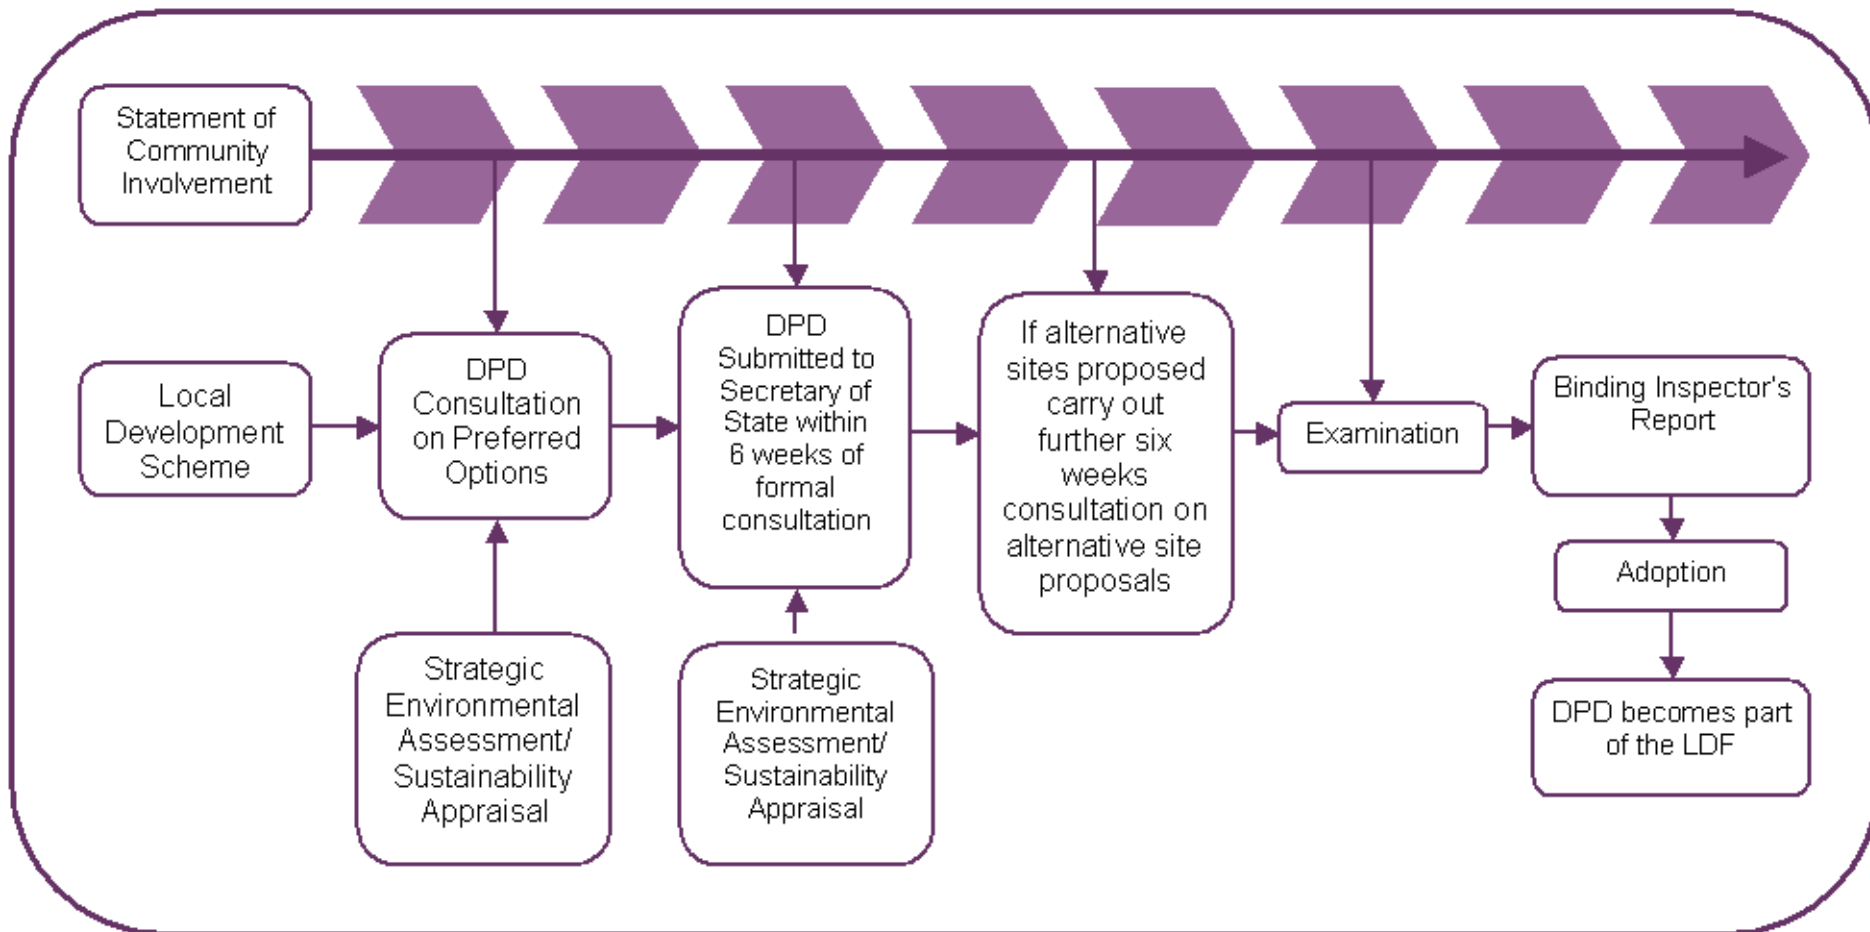 Statement of
Community
Involvement
Local
Development
Scheme
DPD
Consultation
on Preferred
Options
DPD
Submitted to
Secretary of
State within
6 weeks of
formal
consultation
If alternative
sites proposed
carry out
further six
weeks
consultation on
alternative site
proposals
Examination
Binding Inspector's
Report
Adoption
DPD becomes part
of the LDF
Strategic
Environmental
Assessment/
Sustainability
Appraisal
Strategic
Environmental
Assessment/
Sustainability
Appraisal